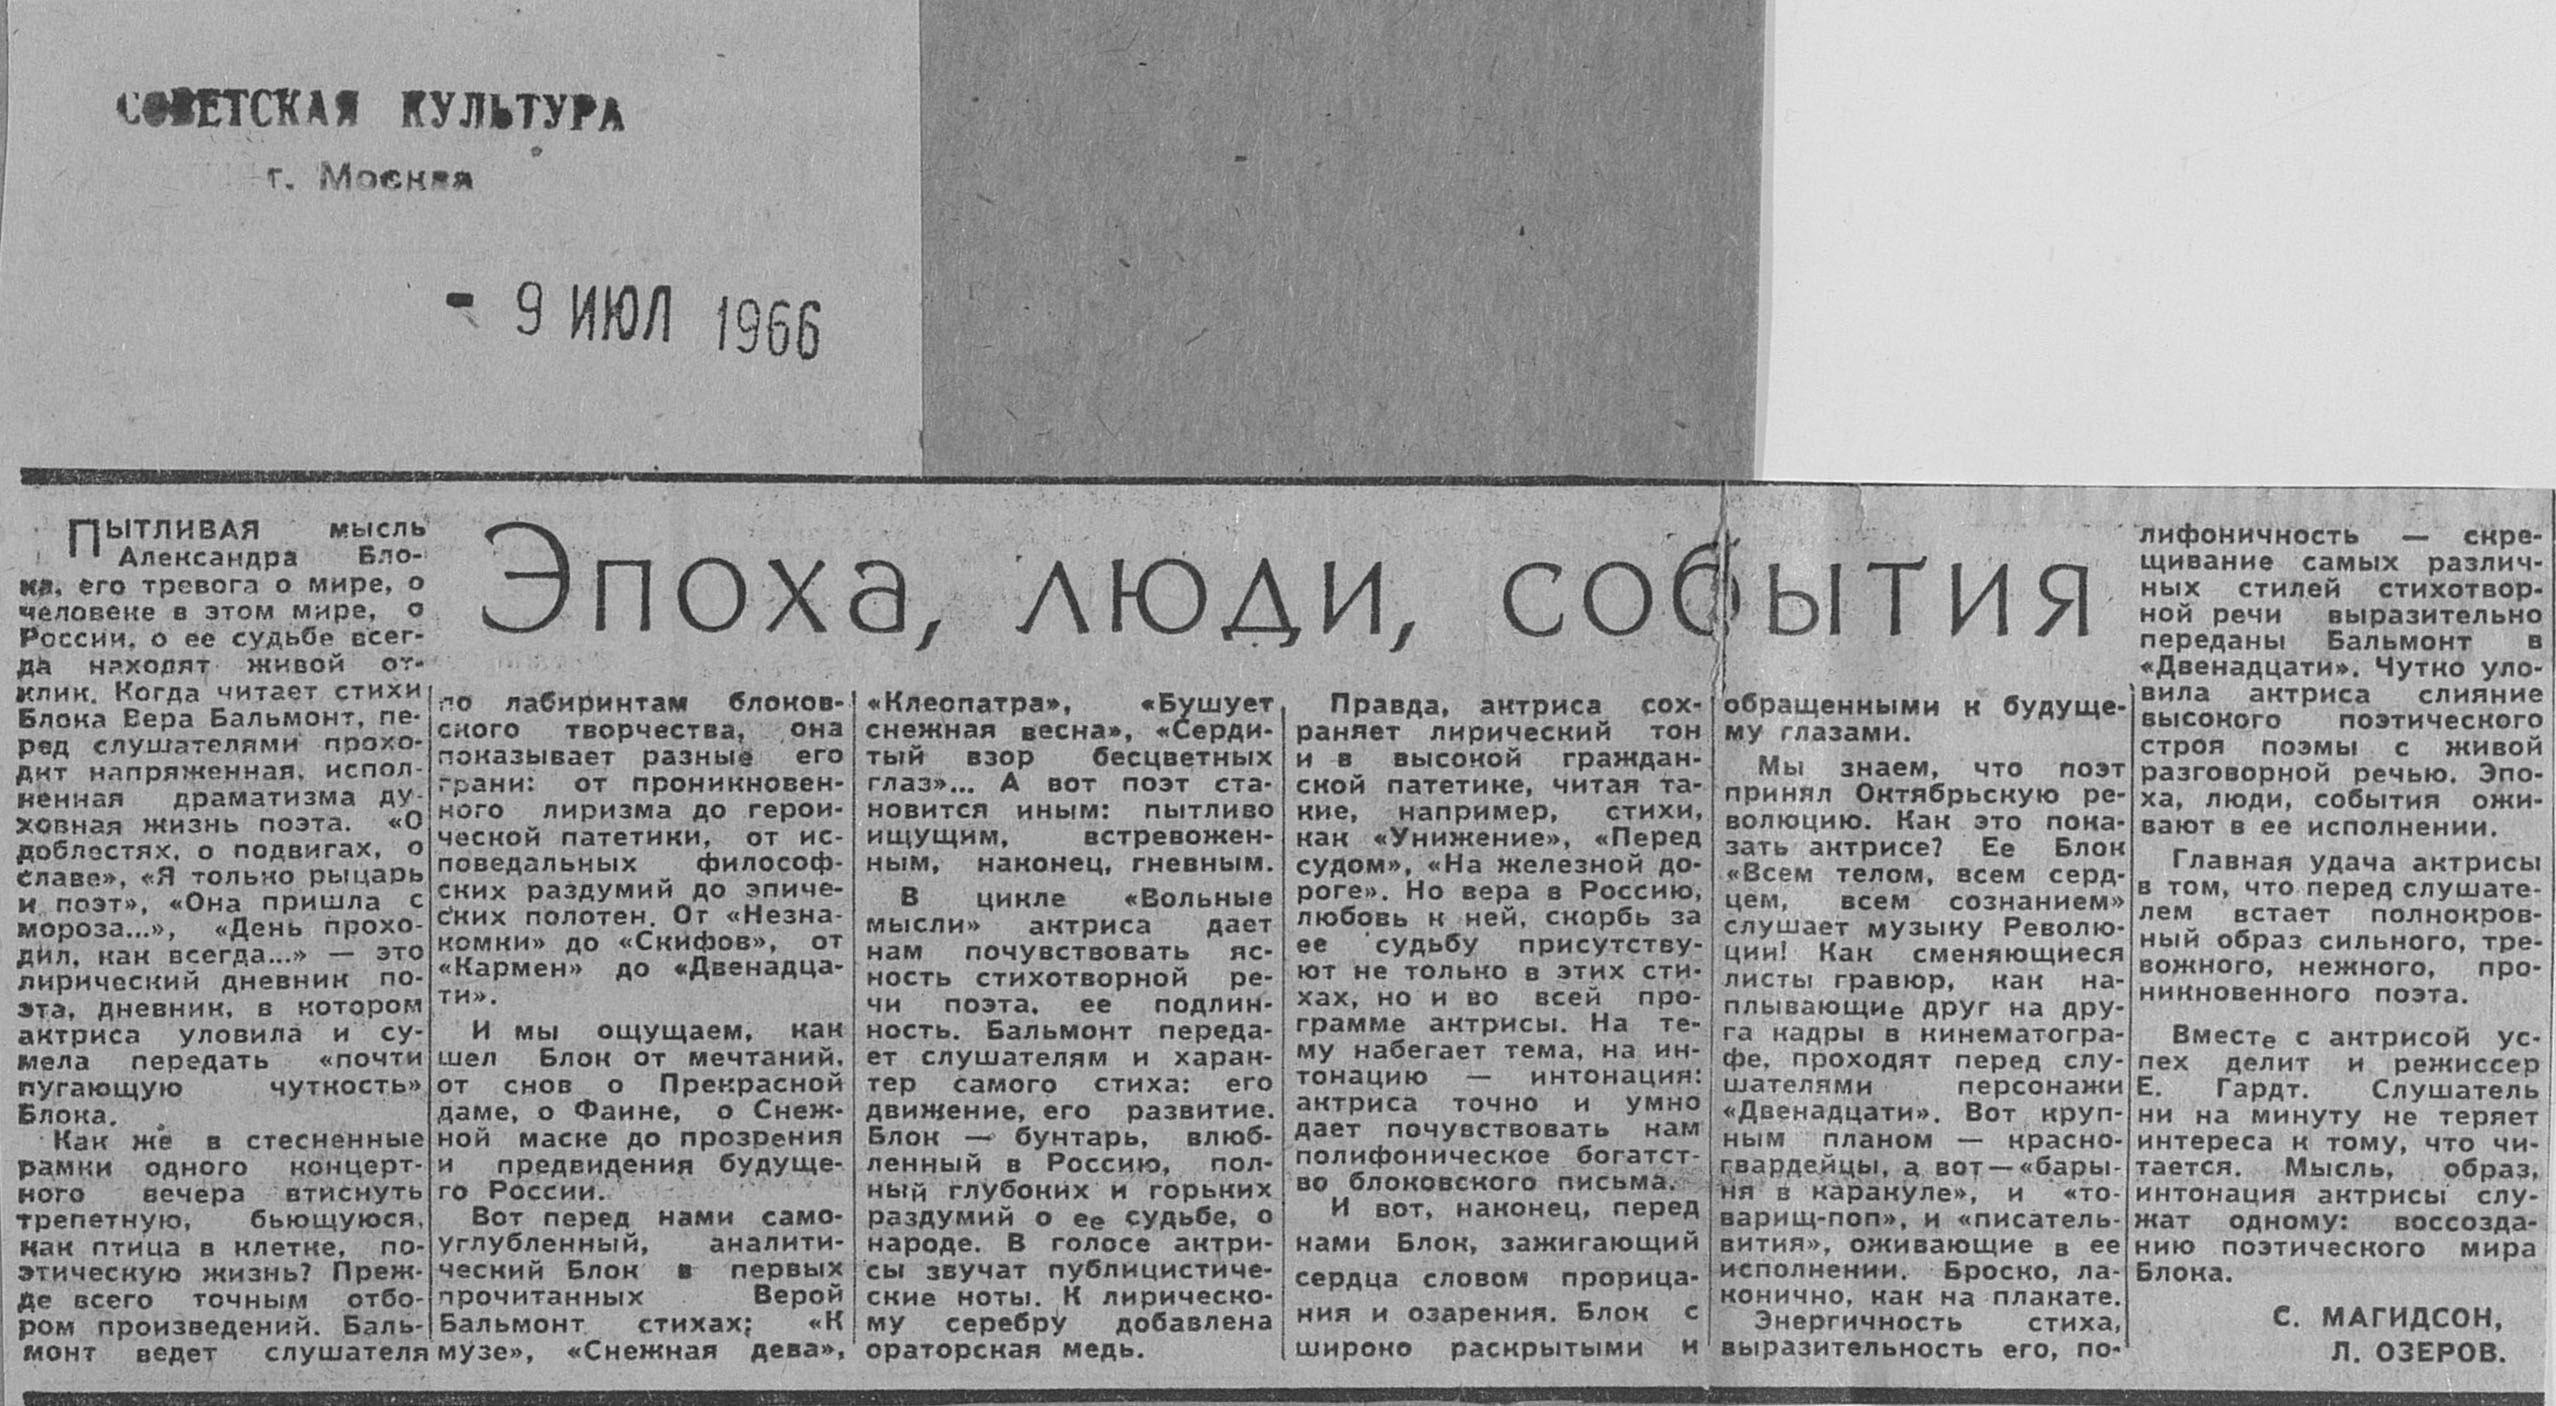 СОВЕТСКАЯ КУЛЬТУРА
г. Москва
- 9 ИЮЛ 1966
Эпоха, люди, события
ПЫТЛИВАЯ мысль
Александра Бло-
ка, его тревога о мире, о
человеке в этом мире, о
России, о ее судьбе всег-
да находят живой от-
клик. Когда читает стихи
Блока Вера Бальмонт, пе-
ред слушателями прохо-
дит напряженная, испол-
ненная драматизма ду-
ховная жизнь поэта. «О
доблестях, о подвигах, о
славе», «Я только рыцарь
и поэт», «Она пришла с
мороза...», «День прохо-
дил, как всегда...» — это
лирический дневник по-
эта, дневник, в котором
актриса уловила и су-
мела передать «почти
пугающую чуткость»
Блока.
Как же в стесненные
рамки одного концерт-
ного вечера втиснуть
трепетную, бьющуюся,
как птица в клетке, по-
этическую жизнь? Преж-
де всего точным отбо-
ром произведений. Баль-
монт ведет слушателя
по лабиринтам блоков-
ского творчества, она
показывает разные его
грани: от проникновен-
ного лиризма до герои-
ческой патетики, от ис-
поведальных философ-
ских раздумий до эпиче-
ских полотен. От «Незна-
комки» до «Скифов», от
«Кармен» до «Двенадца-
ти».
И мы ощущаем, как
шел Блок от мечтаний,
от снов о Прекрасной
даме, о Фаине, о Снеж-
ной маске до прозрения
и предвидения будуще-
го России.
Вот перед нами само-
углубленный, аналити-
ческий Блок в первых
прочитанных Верой
Бальмонт стихах; «К
музе», «Снежная дева»,
«Клеопатра», «Бушует
снежная весна», «Серди-
тый взор бесцветных
глаз»... А вот поэт ста-
новится иным: пытливо
ищущим, встревожен-
ным, наконец, гневным.
В цикле «Вольные
мысли» актриса дает
нам почувствовать яс-
ность стихотворной ре-
чи поэта, ее подлин-
ность. Бальмонт переда-
ет слушателям и харак-
тер самого стиха: его
движение, его развитие.
Блок — бунтарь, влюб-
ленный в Россию, пол-
ный глубоких и горьких
раздумий о ее судьбе, о
народе. В голосе актри-
сы звучат публицистиче-
ские ноты. К лирическо-
му серебру добавлена
ораторская медь.
Правда, актриса сох-
раняет лирический тон
и в высокой граждан-
ской патетике, читая та-
кие, например, стихи,
как «Унижение», «Перед
судом», «На железной до-
роге». Но вера в Россию,
любовь к ней, скорбь за
ее судьбу присутству-
ют не только в этих сти-
хах, но и во всей про-
грамме актрисы. На те-
му набегает тема, на ин-
тонацию — интонация:
актриса точно и умно
дает почувствовать нам
полифоническое богатст-
во блоковского письма.
И вот, наконец, перед
нами Блок, зажигающий
сердца словом прорица-
ния и озарения. Блок с
широко раскрытыми и
обращенными к будуще-
му глазами.
Мы знаем, что поэт
принял Октябрьскую ре-
волюцию. Как это пока-
зать актрисе? Ее Блок
«Всем телом, всем серд-
цем, всем сознанием»
слушает музыку Револю-
ции! Как сменяющиеся
листы гравюр, как на-
плывающие друг на дру-
га кадры в кинематогра-
фе, проходят перед слу-
шателями персонажи
«Двенадцати». Вот круп-
ным планом — красно-
гвардейцы, а вот — «бары-
ня в каракуле», и «то-
варищ-поп», и «писатель-
вития», оживающие в ее
исполнении. Броско, ла-
конично, как на плакате.
Энергичность стиха,
выразительность его, по-
лифоничность — скре-
щивание самых различ-
ных стилей стихотвор-
ной речи выразительно
переданы Бальмонт в
«Двенадцати». Чутко уло-
вила актриса слияние
высокого поэтического
строя поэмы с живой
разговорной речью. Эпо-
ха, люди, события ожи-
вают в ее исполнении.
Главная удача актрисы
в том, что перед слушате-
лем встает полнокров-
ный образ сильного, тре-
вожного, нежного, про-
никновенного поэта.
Вместе с актрисой ус-
пех делит и режиссер
Е. Гардт. Слушатель
ни на минуту не теряет
интереса к тому, что чи-
тается. Мысль, образ,
интонация актрисы слу-
жат одному: воссозда-
нию поэтического мира
Блока.
С. МАГИДСОН,
Л. ОЗЕРОВ.